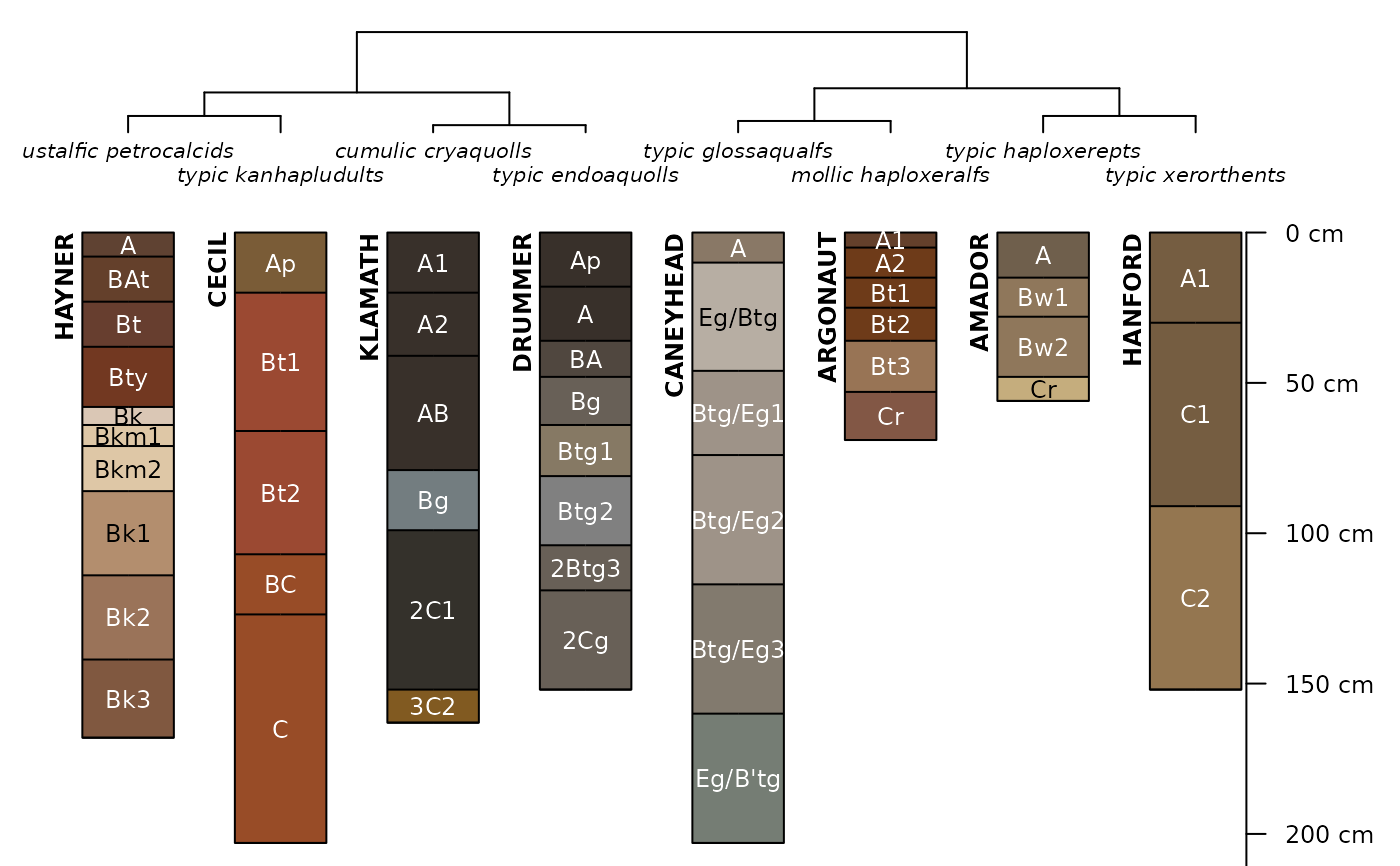 ustalfic petrocalcids
cumulic cryaquolls
typic glossaqualfs
typic haploxerepts
typic kanhapludults
typic endoaquolls
mollic haploxeralfs
typic xerorthents
HAYNER
A
BAt
Bt
Bty
Bk
Bkm1
Bkm2
Bk1
Bk2
Bk3
CECIL
Ap
Bt1
Bt2
BC
C
KLAMATH
A1
A2
AB
Bg
2C1
3C2
DRUMMER
Ap
A
BA
Bg
Btg1
Btg2
2Btg3
2Cg
CANEYHEAD
A
Eg/Btg
Btg/Eg1
Btg/Eg2
Btg/Eg3
Eg/B'tg
ARGONAUT
A1
A2
Bt1
Bt2
Bt3
Cr
AMADOR
A
Bw1
Bw2
Cr
HANFORD
A1
C1
C2
0 cm
50 cm
100 cm
150 cm
200 cm